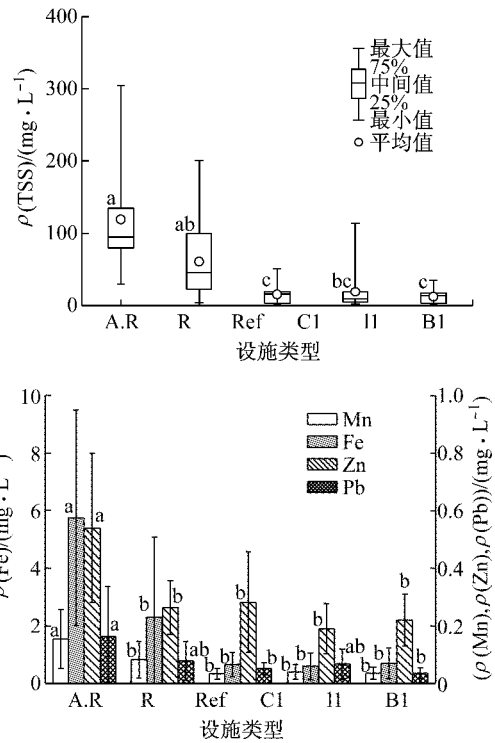 400
300
200
100
0
ρ(TSS)/(mg·L⁻¹)
最大值
75%
中间值
25%
最小值
平均值
a
ab
c
bc
c
A.R R Ref C1 I1 B1
设施类型
10
8
6
4
2
0
ρ(Fe)/(mg·L⁻¹)
1.0
0.8
0.6
0.4
0.2
0
(ρ(Mn),ρ(Zn),ρ(Pb))/(mg·L⁻¹)
Mn
Fe
Zn
Pb
a a a a
b b b ab
b b b b
b b b ab
b b b b
A.R R Ref C1 I1 B1
设施类型